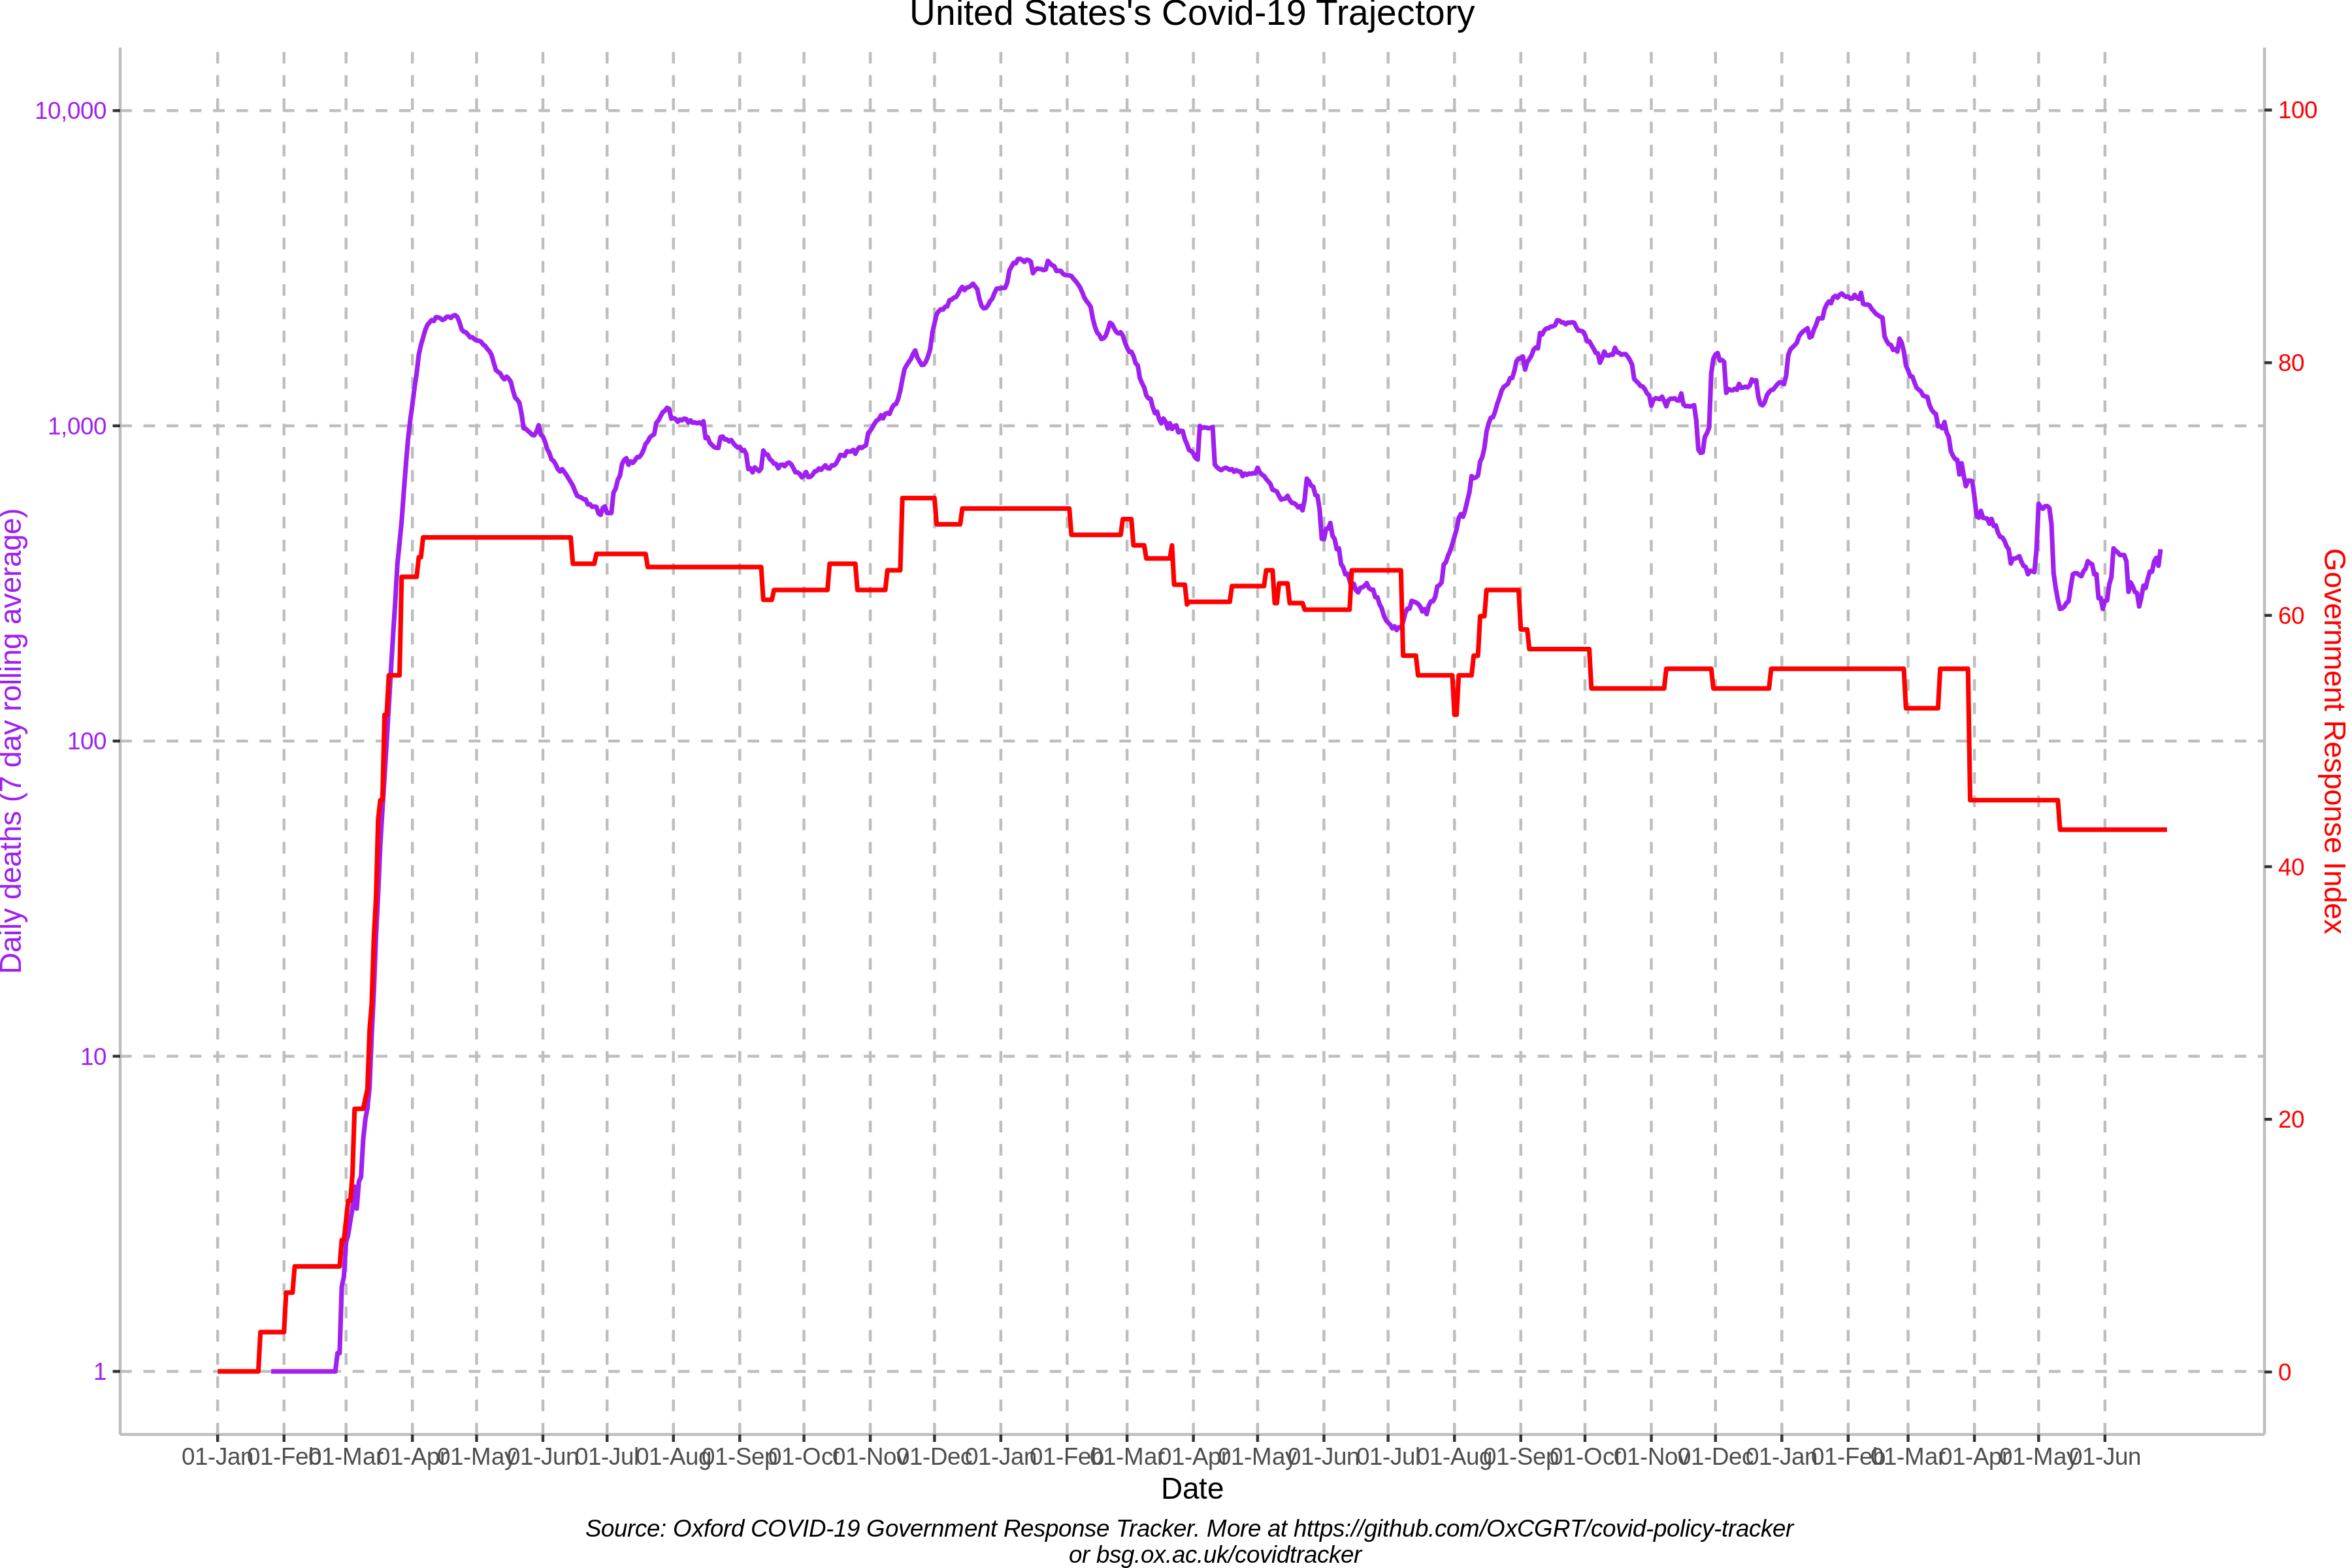 United States's Covid-19 Trajectory
10,000
1,000
100
10
1
Daily deaths (7 day rolling average)
100
80
60
40
20
0
Government Response Index
01-Jan 01-Feb 01-Mar 01-Apr 01-May 01-Jun 01-Jul 01-Aug 01-Sep 01-Oct 01-Nov 01-Dec 01-Jan 01-Feb 01-Mar 01-Apr 01-May 01-Jun 01-Jul 01-Aug 01-Sep 01-Oct 01-Nov 01-Dec 01-Jan 01-Feb 01-Mar 01-Apr 01-May 01-Jun
Date
Source: Oxford COVID-19 Government Response Tracker. More at https://github.com/OxCGRT/covid-policy-tracker
or bsg.ox.ac.uk/covidtracker